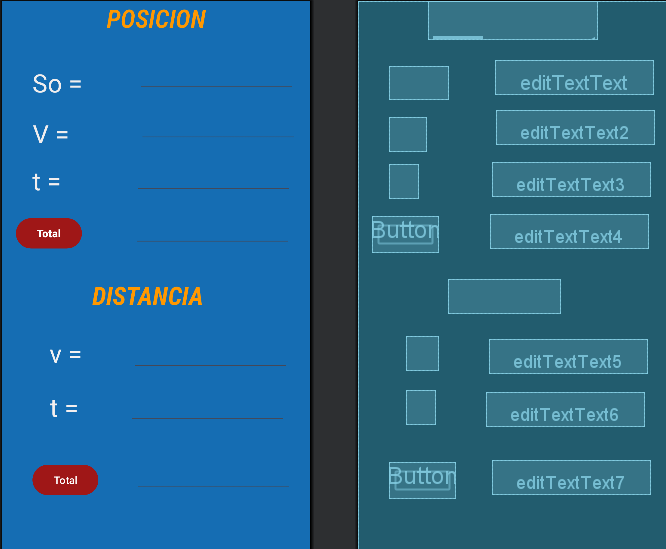 POSICION
So =
V =
t =
Total
DISTANCIA
v =
t =
Total
editTextText
editTextText2
editTextText3
Button
editTextText4
editTextText5
editTextText6
Button
editTextText7